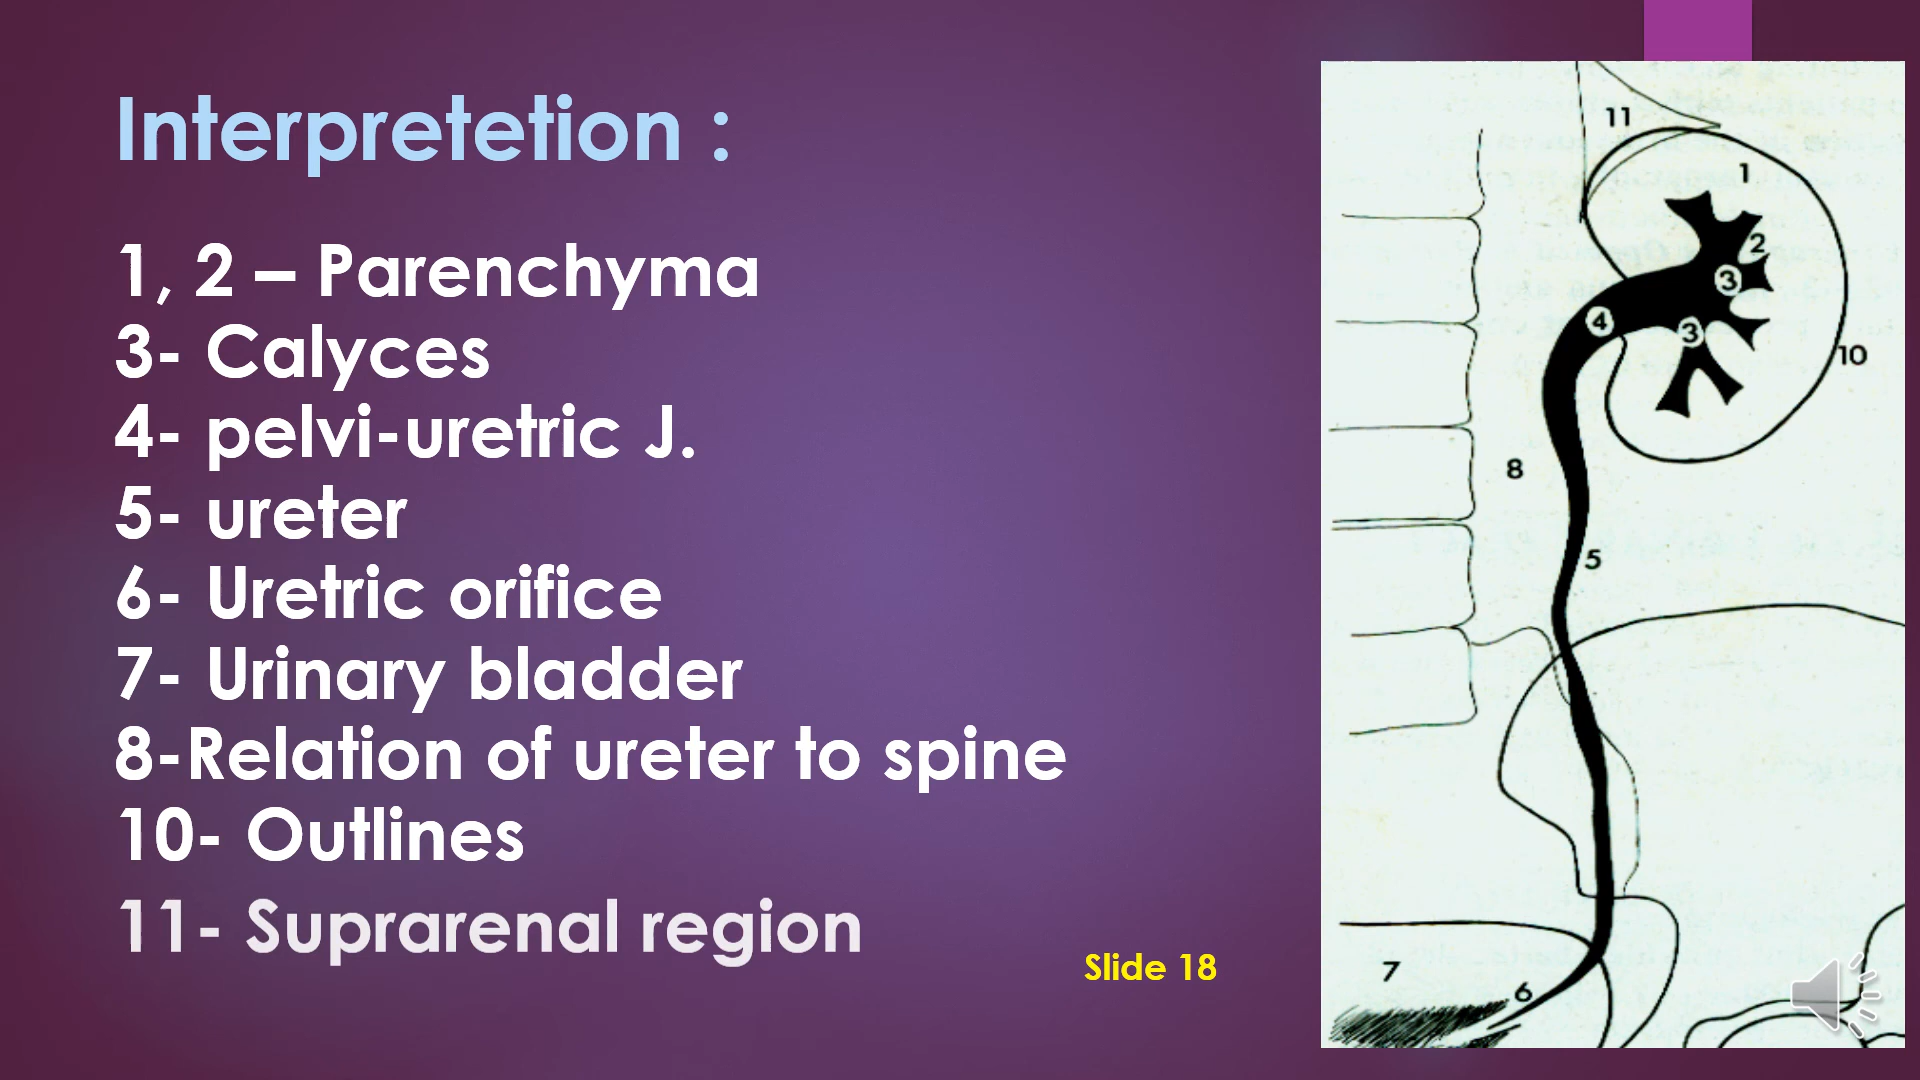 Interpretetion :
1, 2 – Parenchyma
3- Calyces
4- pelvi-uretric J.
5- ureter
6- Uretric orifice
7- Urinary bladder
8-Relation of ureter to spine
10- Outlines
11- Suprarenal region
Slide 18
11
1
2
3
4
3
10
8
5
7
6